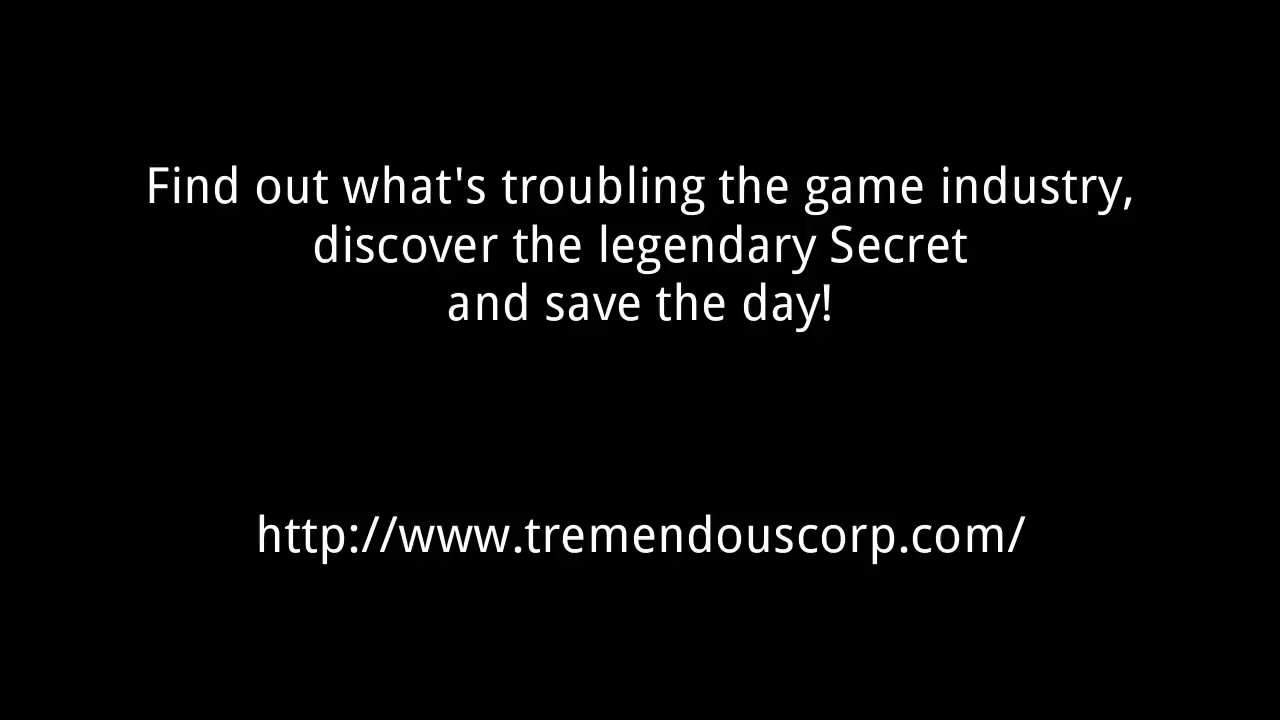 Find out what's troubling the game industry,
discover the legendary Secret
and save the day!
http://www.tremendouscorp.com/